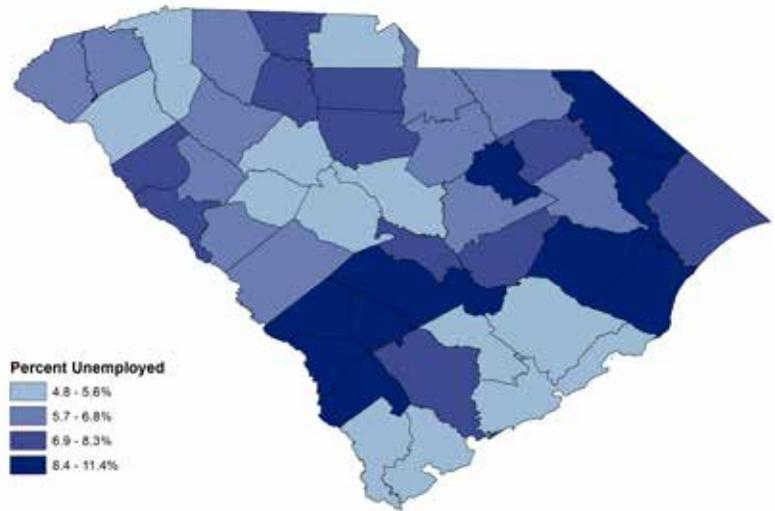 Percent Unemployed
4.8 - 5.6%
5.7 - 6.8%
6.9 - 8.3%
8.4 - 11.4%